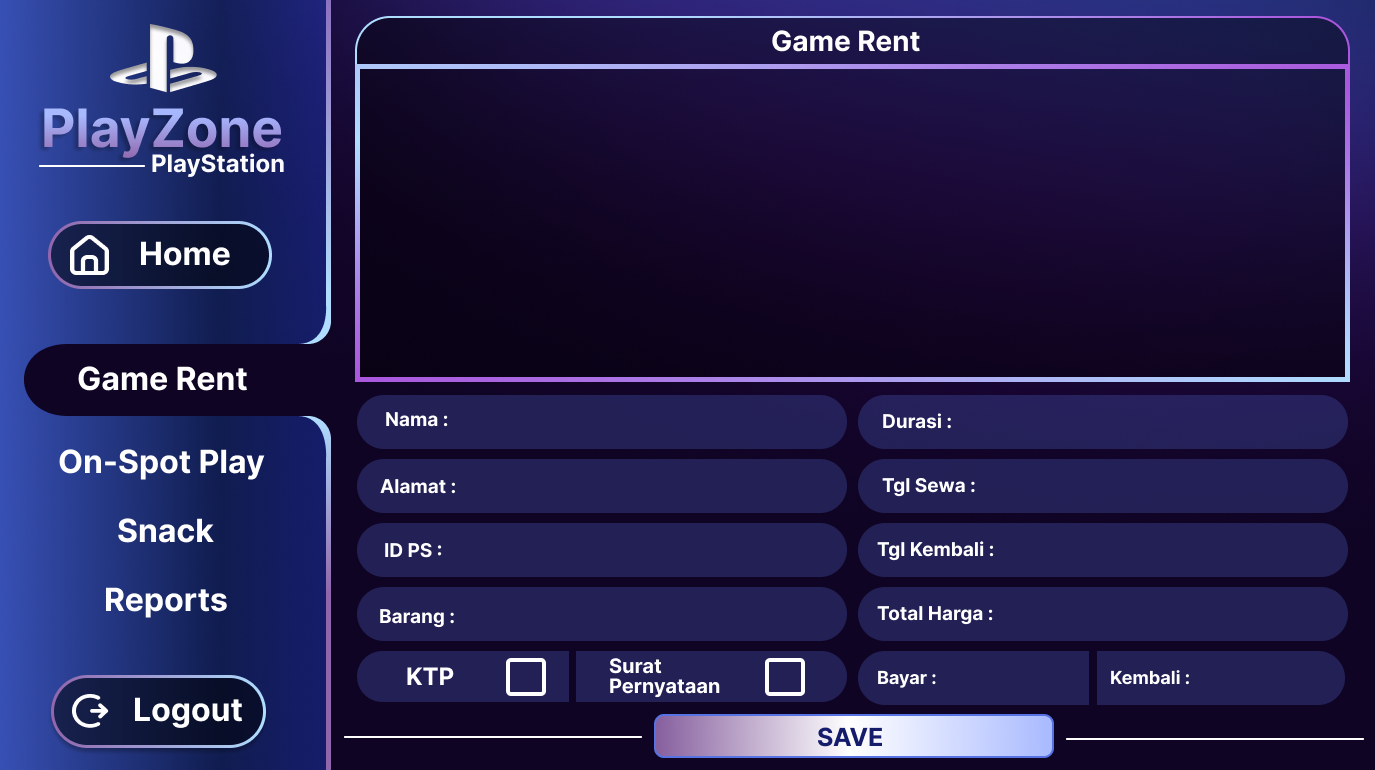 PlayZone
PlayStation
Home
Game Rent
On-Spot Play
Snack
Reports
Logout
Game Rent
Nama :
Durasi :
Alamat :
Tgl Sewa :
ID PS :
Tgl Kembali :
Barang :
Total Harga :
KTP
Surat
Pernyataan
Bayar :
Kembali :
SAVE